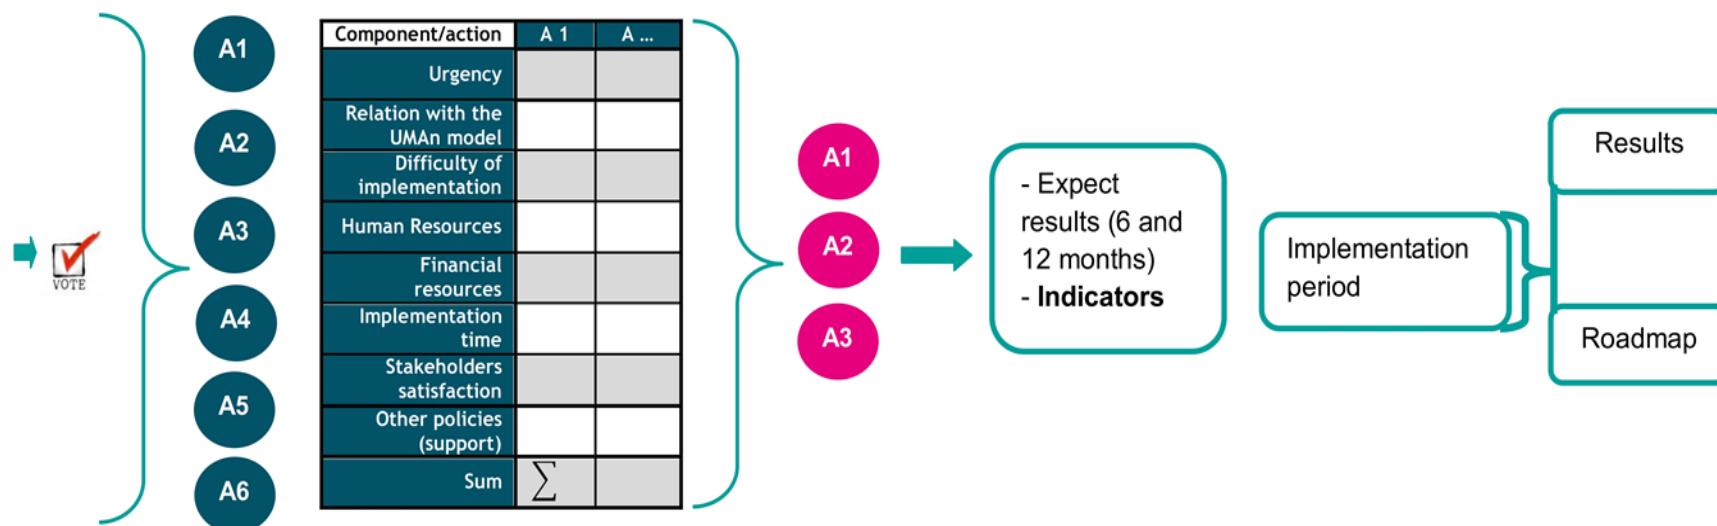 VOTE
A1
A2
A3
A4
A5
A6
Component/action A 1 A ...
Urgency
Relation with the
UMAn model
Difficulty of
implementation
Human Resources
Financial
resources
Implementation
time
Stakeholders
satisfaction
Other policies
(support)
Sum ∑
A1
A2
A3
- Expect
results (6 and
12 months)
- Indicators
Implementation
period
Results
Roadmap